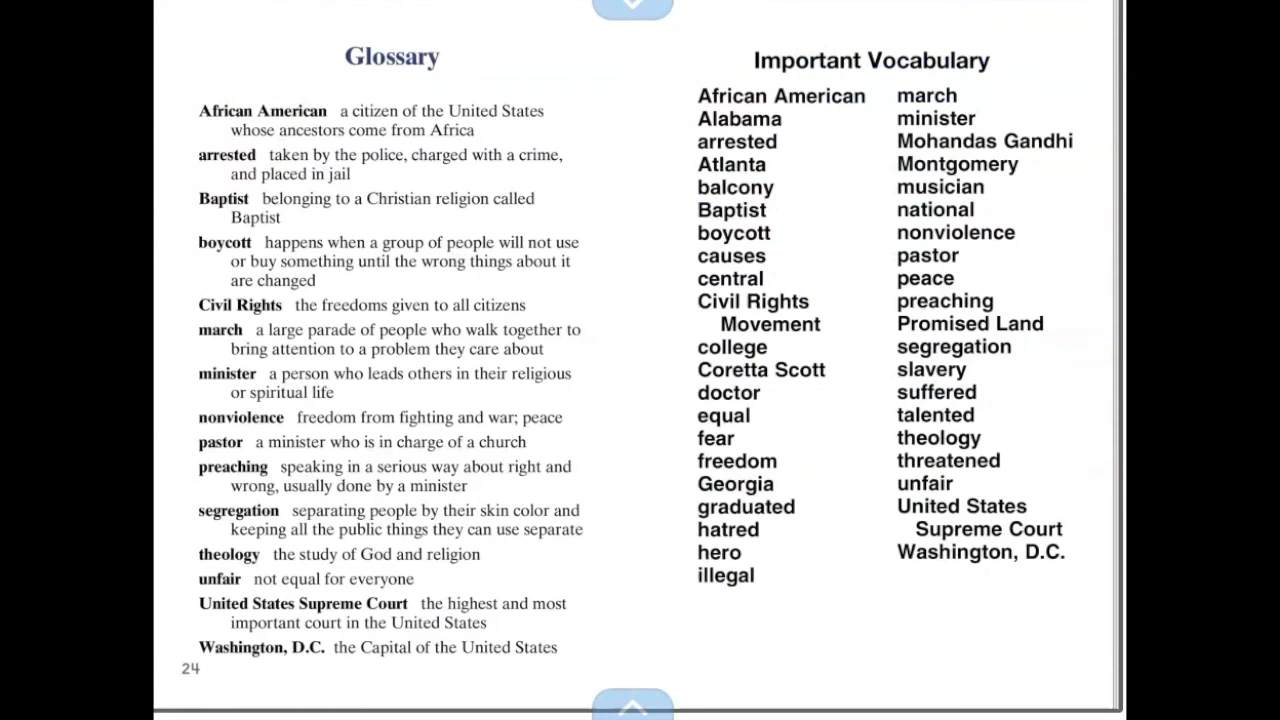 Glossary
African American a citizen of the United States
whose ancestors come from Africa
arrested taken by the police, charged with a crime,
and placed in jail
Baptist belonging to a Christian religion called
Baptist
boycott happens when a group of people will not use
or buy something until the wrong things about it
are changed
Civil Rights the freedoms given to all citizens
march a large parade of people who walk together to
bring attention to a problem they care about
minister a person who leads others in their religious
or spiritual life
nonviolence freedom from fighting and war; peace
pastor a minister who is in charge of a church
preaching speaking in a serious way about right and
wrong, usually done by a minister
segregation separating people by their skin color and
keeping all the public things they can use separate
theology the study of God and religion
unfair not equal for everyone
United States Supreme Court the highest and most
important court in the United States
Washington, D.C. the Capital of the United States
24
Important Vocabulary
African American
Alabama
arrested
Atlanta
balcony
Baptist
boycott
causes
central
Civil Rights
Movement
college
Coretta Scott
doctor
equal
fear
freedom
Georgia
graduated
hatred
hero
illegal
march
minister
Mohandas Gandhi
Montgomery
musician
national
nonviolence
pastor
peace
preaching
Promised Land
segregation
slavery
suffered
talented
theology
threatened
unfair
United States
Supreme Court
Washington, D.C.